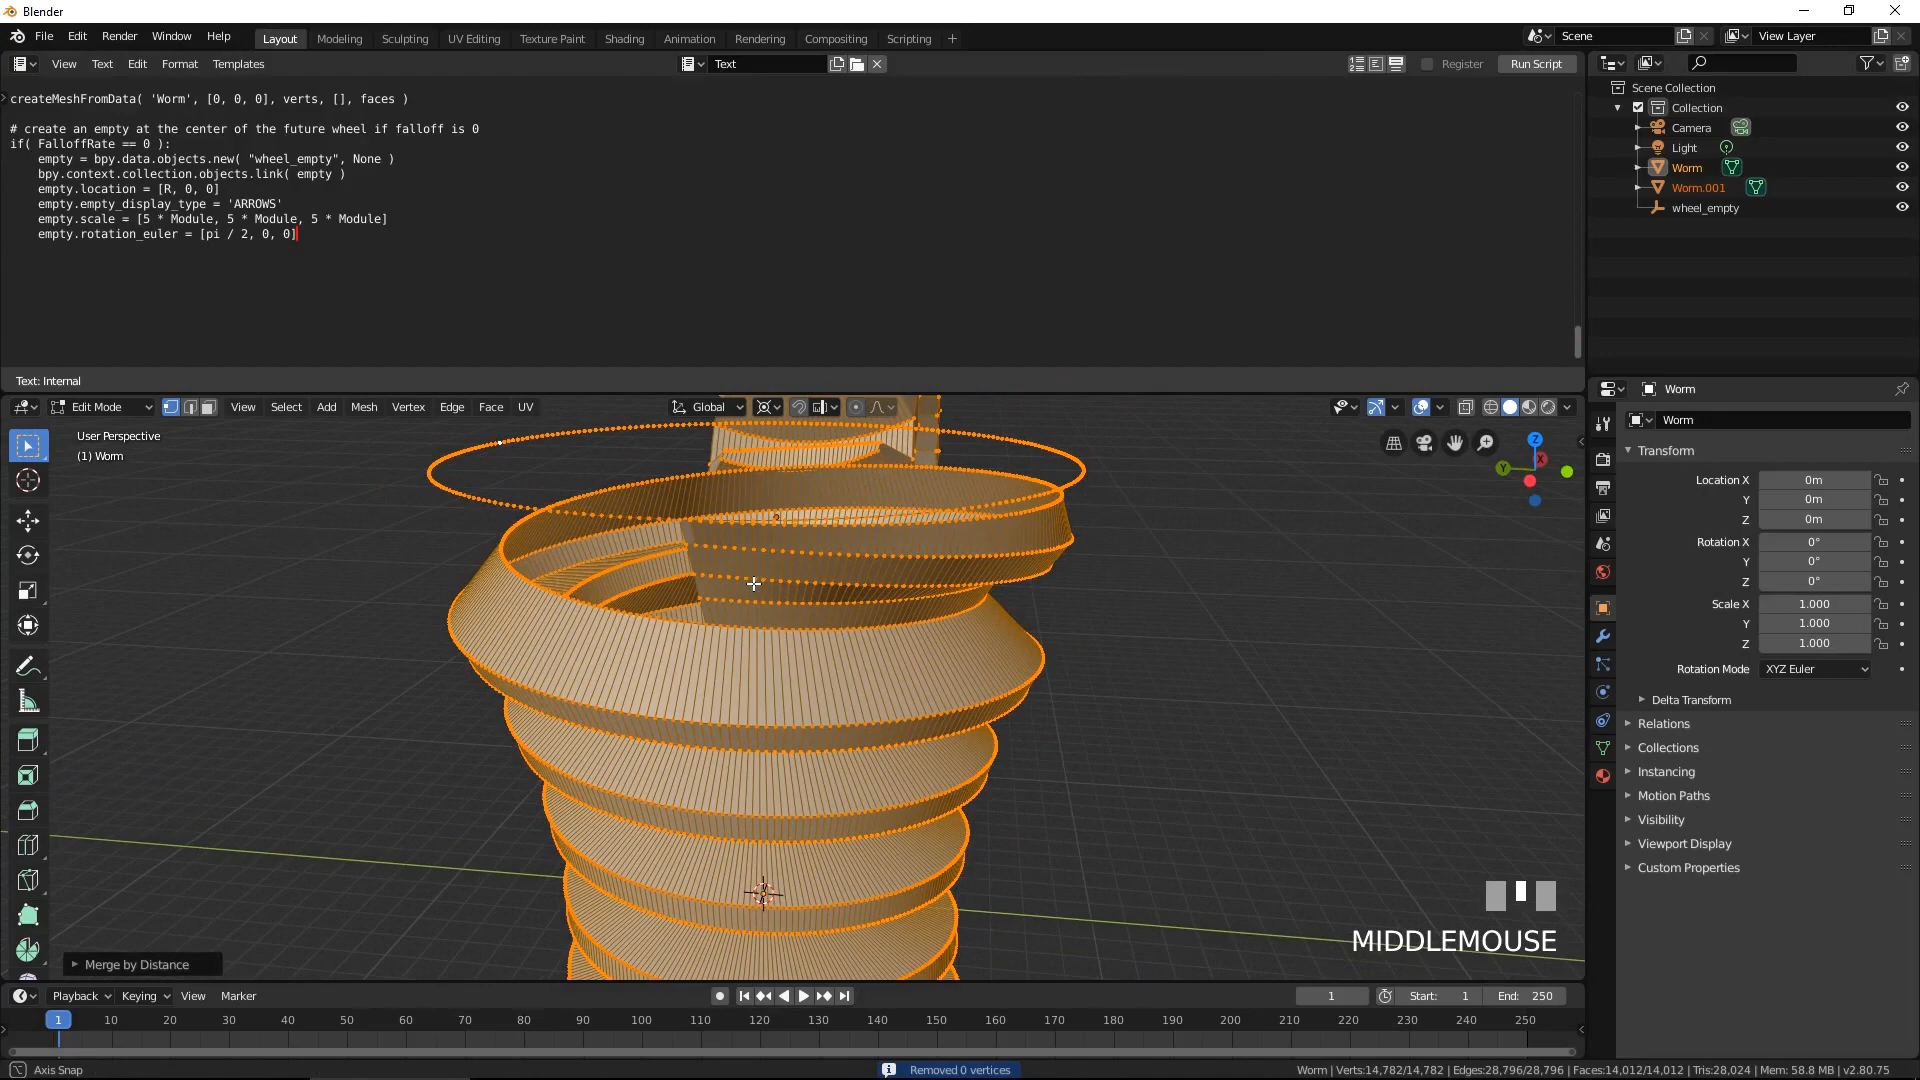 Blender
File Edit Render Window Help Layout Modeling Sculpting UV Editing Texture Paint Shading Animation Rendering Compositing Scripting + Scene View Layer
View Text Edit Format Templates Text Register Run Script
Scene Collection
createMeshFromData( 'Worm', [0, 0, 0], verts, [], faces )
Collection
# create an empty at the center of the future wheel if falloff is 0
Camera
if( FalloffRate == 0 ):
Light
empty = bpy.data.objects.new( "wheel_empty", None )
Worm
bpy.context.collection.objects.link( empty )
empty.location = [R, 0, 0]
Worm.001
empty.empty_display_type = 'ARROWS'
wheel_empty
empty.scale = [5 * Module, 5 * Module, 5 * Module]
empty.rotation_euler = [pi / 2, 0, 0]
Text: Internal
Worm
Edit Mode View Select Add Mesh Vertex Edge Face UV Global
Worm
User Perspective
(1) Worm
Z
X
Y
Transform
Location X 0m
Y 0m
Z 0m
Rotation X 0°
Y 0°
Z 0°
Scale X 1.000
Y 1.000
Z 1.000
Rotation Mode XYZ Euler
Delta Transform
Relations
Collections
Instancing
Motion Paths
Visibility
Viewport Display
Custom Properties
MIDDLEMOUSE
Merge by Distance
Playback Keying View Marker 1 Start: 1 End: 250
1 10 20 30 40 50 60 70 80 90 100 110 120 130 140 150 160 170 180 190 200 210 220 230 240 250
Axis Snap Removed 0 vertices Worm | Verts:14,782/14,782 | Edges:28,796/28,796 | Faces:14,012/14,012 | Tris:28,024 | Mem: 58.8 MB | v2.80.75